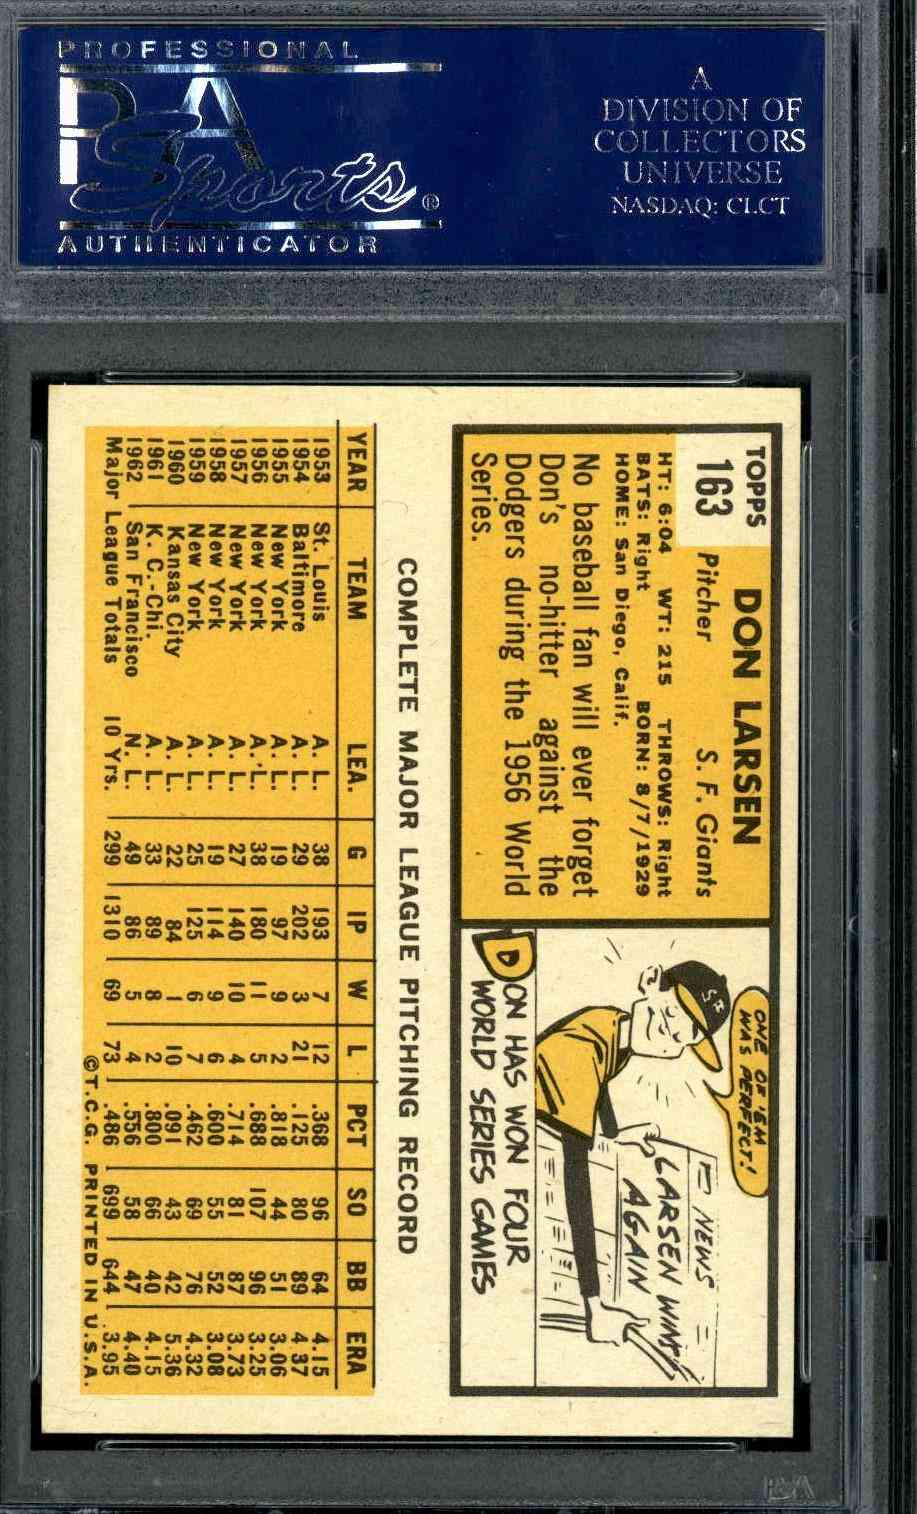 PROFESSIONAL
PSA
Sports®
AUTHENTICATOR
A
DIVISION OF
COLLECTORS
UNIVERSE
NASDAQ: CLCT
TOPPS
163
DON LARSEN
Pitcher S. F. Giants
HT: 6:04 WT: 215 THROWS: Right
BATS: Right BORN: 8/7/1929
HOME: San Diego, Calif.
No baseball fan will ever forget
Don's no-hitter against the
Dodgers during the 1956 World
Series.
ONE OF 'EM
WAS PERFECT!
SF
NEWS
LARSEN WINS
AGAIN
DON HAS WON FOUR
WORLD SERIES GAMES
COMPLETE MAJOR LEAGUE PITCHING RECORD
YEAR TEAM LEA. G IP W L PCT SO BB ERA
1953 St. Louis A. L. 38 193 7 12 .368 96 64 4.15
1954 Baltimore A. L. 29 202 3 21 .125 80 89 4.37
1955 New York A. L. 19 97 9 2 .818 44 51 3.06
1956 New York A. L. 38 180 11 5 .688 107 96 3.25
1957 New York A. L. 27 140 10 4 .714 81 87 3.73
1958 New York A. L. 19 114 9 6 .600 55 52 3.08
1959 New York A. L. 25 125 6 7 .462 69 76 4.32
1960 Kansas City A. L. 22 84 1 10 .091 43 42 5.36
1961 K. C.-Chi. A. L. 33 89 8 2 .800 66 40 4.15
1962 San Francisco N. L. 49 86 5 4 .556 58 47 4.40
Major League Totals 10 Yrs. 299 1310 69 73 .486 699 644 3.95
©T.C.G. PRINTED IN U.S.A.
PSA